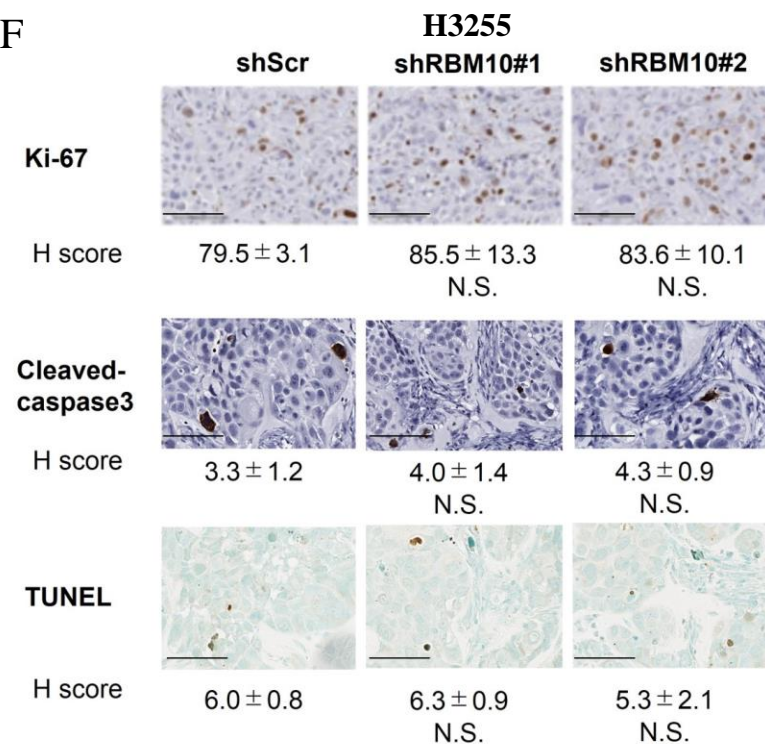 F
H3255
shScr shRBM10#1 shRBM10#2
Ki-67
H score 79.5 ± 3.1 85.5 ± 13.3 83.6 ± 10.1
N.S. N.S.
Cleaved-
caspase3
H score 3.3 ± 1.2 4.0 ± 1.4 4.3 ± 0.9
N.S. N.S.
TUNEL
H score 6.0 ± 0.8 6.3 ± 0.9 5.3 ± 2.1
N.S. N.S.